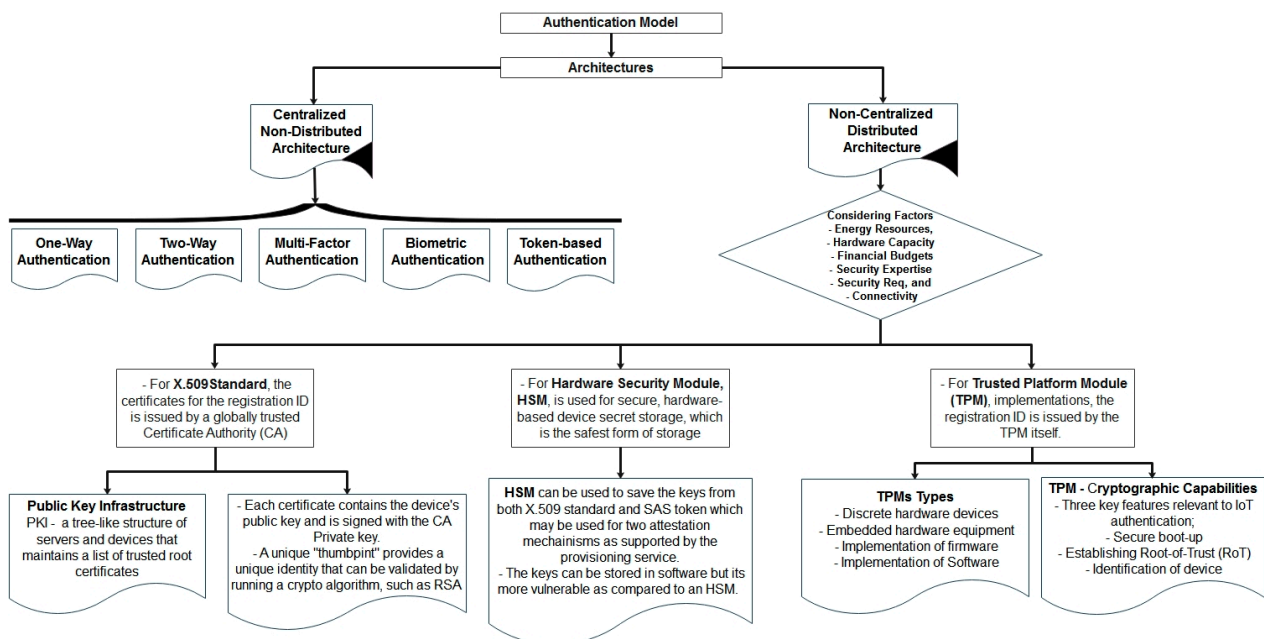 Authentication Model
Architectures
Centralized
Non-Distributed
Architecture
Non-Centralized
Distributed
Architecture
One-Way
Authentication
Two-Way
Authentication
Multi-Factor
Authentication
Biometric
Authentication
Token-based
Authentication
Considering Factors
- Energy Resources,
- Hardware Capacity
- Financial Budgets
- Security Expertise
- Security Req, and
- Connectivity
- For X.509 Standard, the
certificates for the registration ID
is issued by a globally trusted
Certificate Authority (CA)
- For Hardware Security Module,
HSM, is used for secure, hardware-
based device secret storage, which
is the safest form of storage
- For Trusted Platform Module
(TPM), implementations, the
registration ID is issued by the
TPM itself.
Public Key Infrastructure
PKI - a tree-like structure of
servers and devices that
maintains a list of trusted root
certificates
- Each certificate contains the device's
public key and is signed with the CA
Private key.
- A unique "thumbpint" provides a
unique identity that can be validated by
running a crypto algorithm, such as RSA
HSM can be used to save the keys from
both X.509 standard and SAS token which
may be used for two attestation
mechainisms as supported by the
provisioning service.
- The keys can be stored in software but its
more vulnerable as compared to an HSM.
TPMs Types
- Discrete hardware devices
- Embedded hardware equipment
- Implementation of firmware
- Implementation of Software
TPM - Cryptographic Capabilities
- Three key features relevant to IoT
authentication;
- Secure boot-up
- Establishing Root-of-Trust (RoT)
- Identification of device